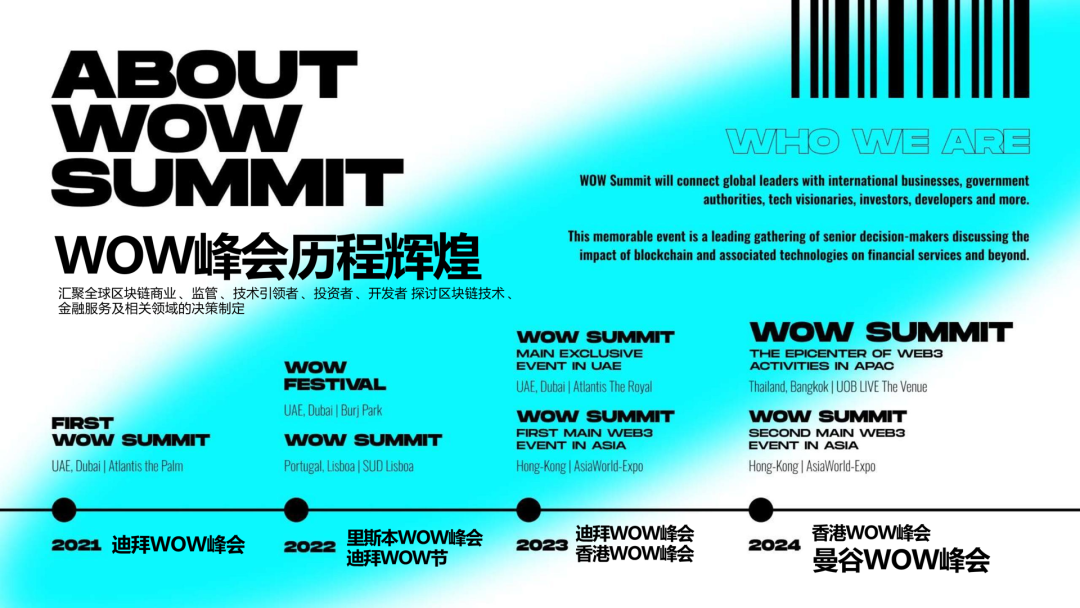 ABOUT
WOW
SUMMIT
WOW峰会历程辉煌
汇聚全球区块链商业、监管、技术引领者、投资者、开发者 探讨区块链技术、
金融服务及相关领域的决策制定
WHO WE ARE
WOW Summit will connect global leaders with international businesses, government
authorities, tech visionaries, investors, developers and more.
This memorable event is a leading gathering of senior decision-makers discussing the
impact of blockchain and associated technologies on financial services and beyond.
FIRST
WOW SUMMIT
UAE, Dubai | Atlantis the Palm
2021 迪拜WOW峰会
WOW
FESTIVAL
UAE, Dubai | Burj Park
WOW SUMMIT
Portugal, Lisboa | SUD Lisboa
2022
里斯本WOW峰会
迪拜WOW节
WOW SUMMIT
MAIN EXCLUSIVE
EVENT IN UAE
UAE, Dubai | Atlantis The Royal
WOW SUMMIT
FIRST MAIN WEB3
EVENT IN ASIA
Hong-Kong | AsiaWorld-Expo
2023
迪拜WOW峰会
香港WOW峰会
WOW SUMMIT
THE EPICENTER OF WEB3
ACTIVITIES IN APAC
Thailand, Bangkok | UOB LIVE The Venue
WOW SUMMIT
SECOND MAIN WEB3
EVENT IN ASIA
Hong-Kong | AsiaWorld-Expo
2024
香港WOW峰会
曼谷WOW峰会